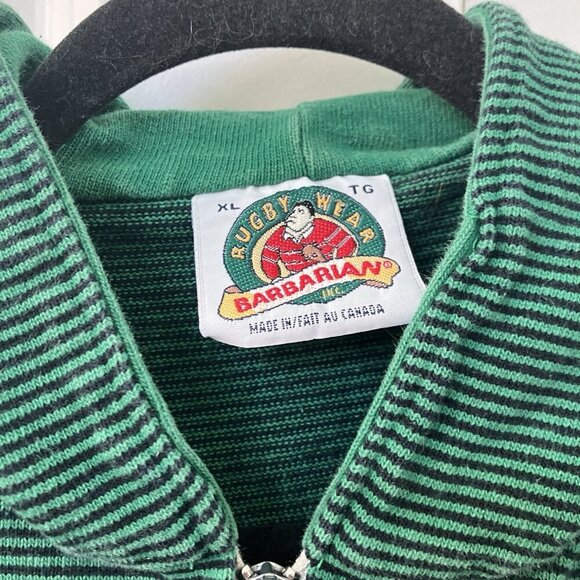 XL TG
RUGBY WEAR
BARBARIAN®
INC.
MADE IN/FAIT AU CANADA